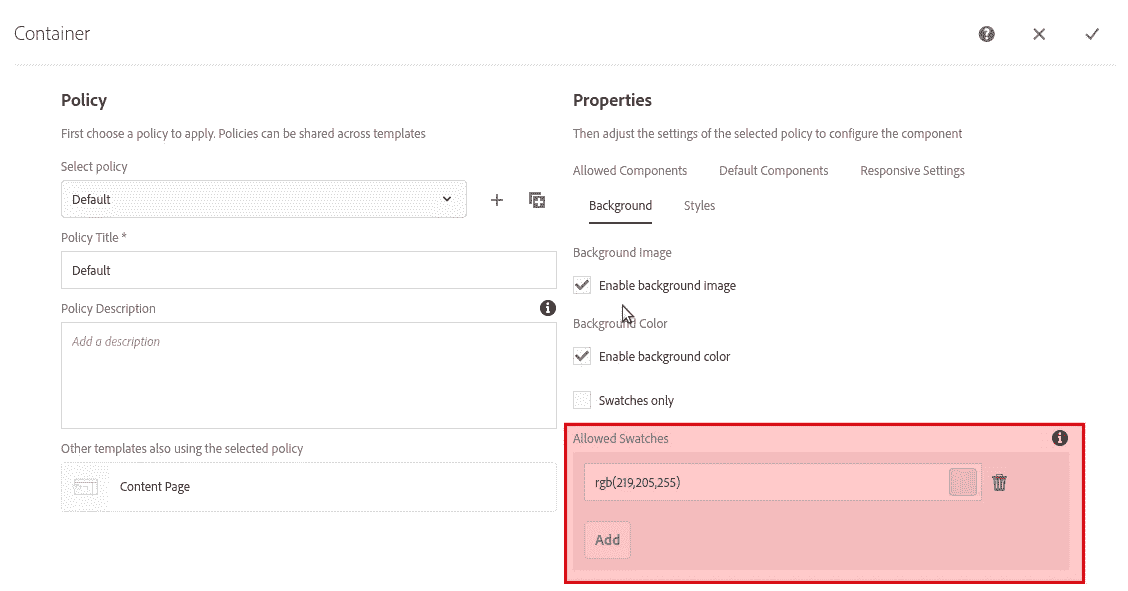 Container
Policy
First choose a policy to apply. Policies can be shared across templates
Select policy
Default
Policy Title *
Default
Policy Description
Add a description
Other templates also using the selected policy
Content Page
Properties
Then adjust the settings of the selected policy to configure the component
Allowed Components Default Components Responsive Settings
Background Styles
Background Image
Enable background image
Background Color
Enable background color
Swatches only
Allowed Swatches
rgb(219,205,255)
Add